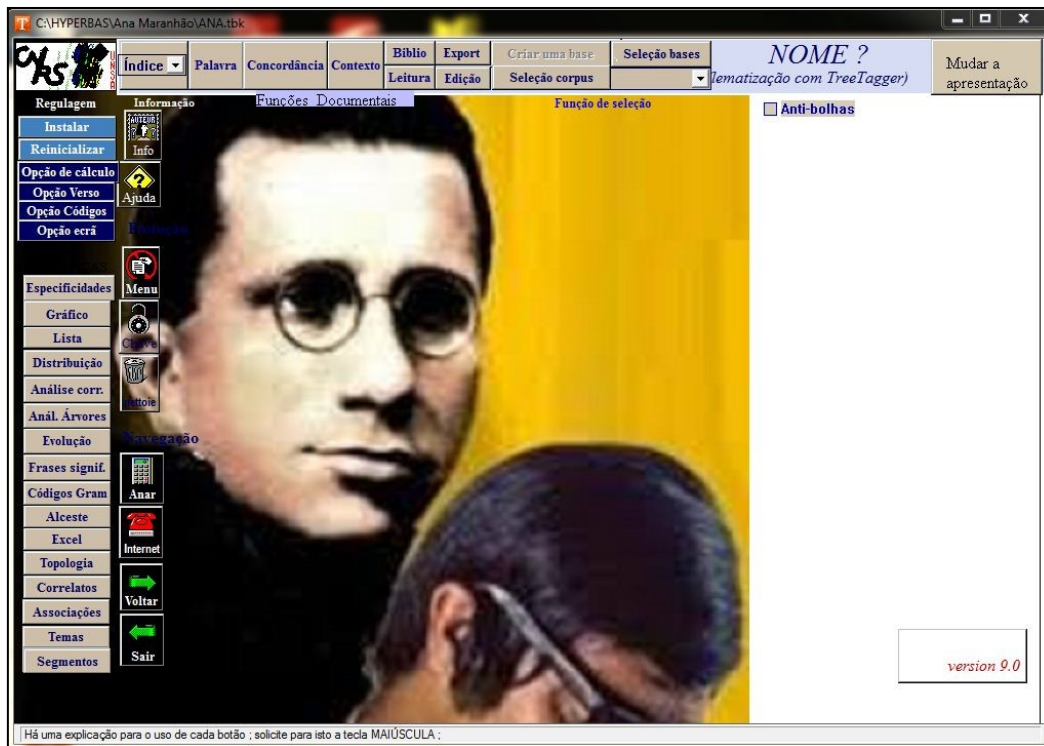 C:\HYPERBAS\Ana Maranhão\ANA.tbk
Índice
Palavra
Concordância
Contexto
Biblio
Export
Leitura
Edição
Criar uma base
Seleção bases
Seleção corpus
NOME ?
lematização com TreeTagger)
Mudar a
apresentação
Regulagem
Informação
Funções Documentais
Função de seleção
Anti-bolhas
Instalar
Reinicializar
Opção de cálculo
Opção Verso
Opção Códigos
Opção ecrã
AUTEUR
Info
Ajuda
Menu
Chave
Especificidades
Gráfico
Lista
Distribuição
Análise corr.
Anál. Árvores
Evolução
Frases signif.
Códigos Gram
Alceste
Excel
Topologia
Correlatos
Associações
Temas
Segmentos
Navegação
Anar
Internet
Voltar
Sair
version 9.0
Há uma explicação para o uso de cada botão ; solicite para isto a tecla MAIÚSCULA ;